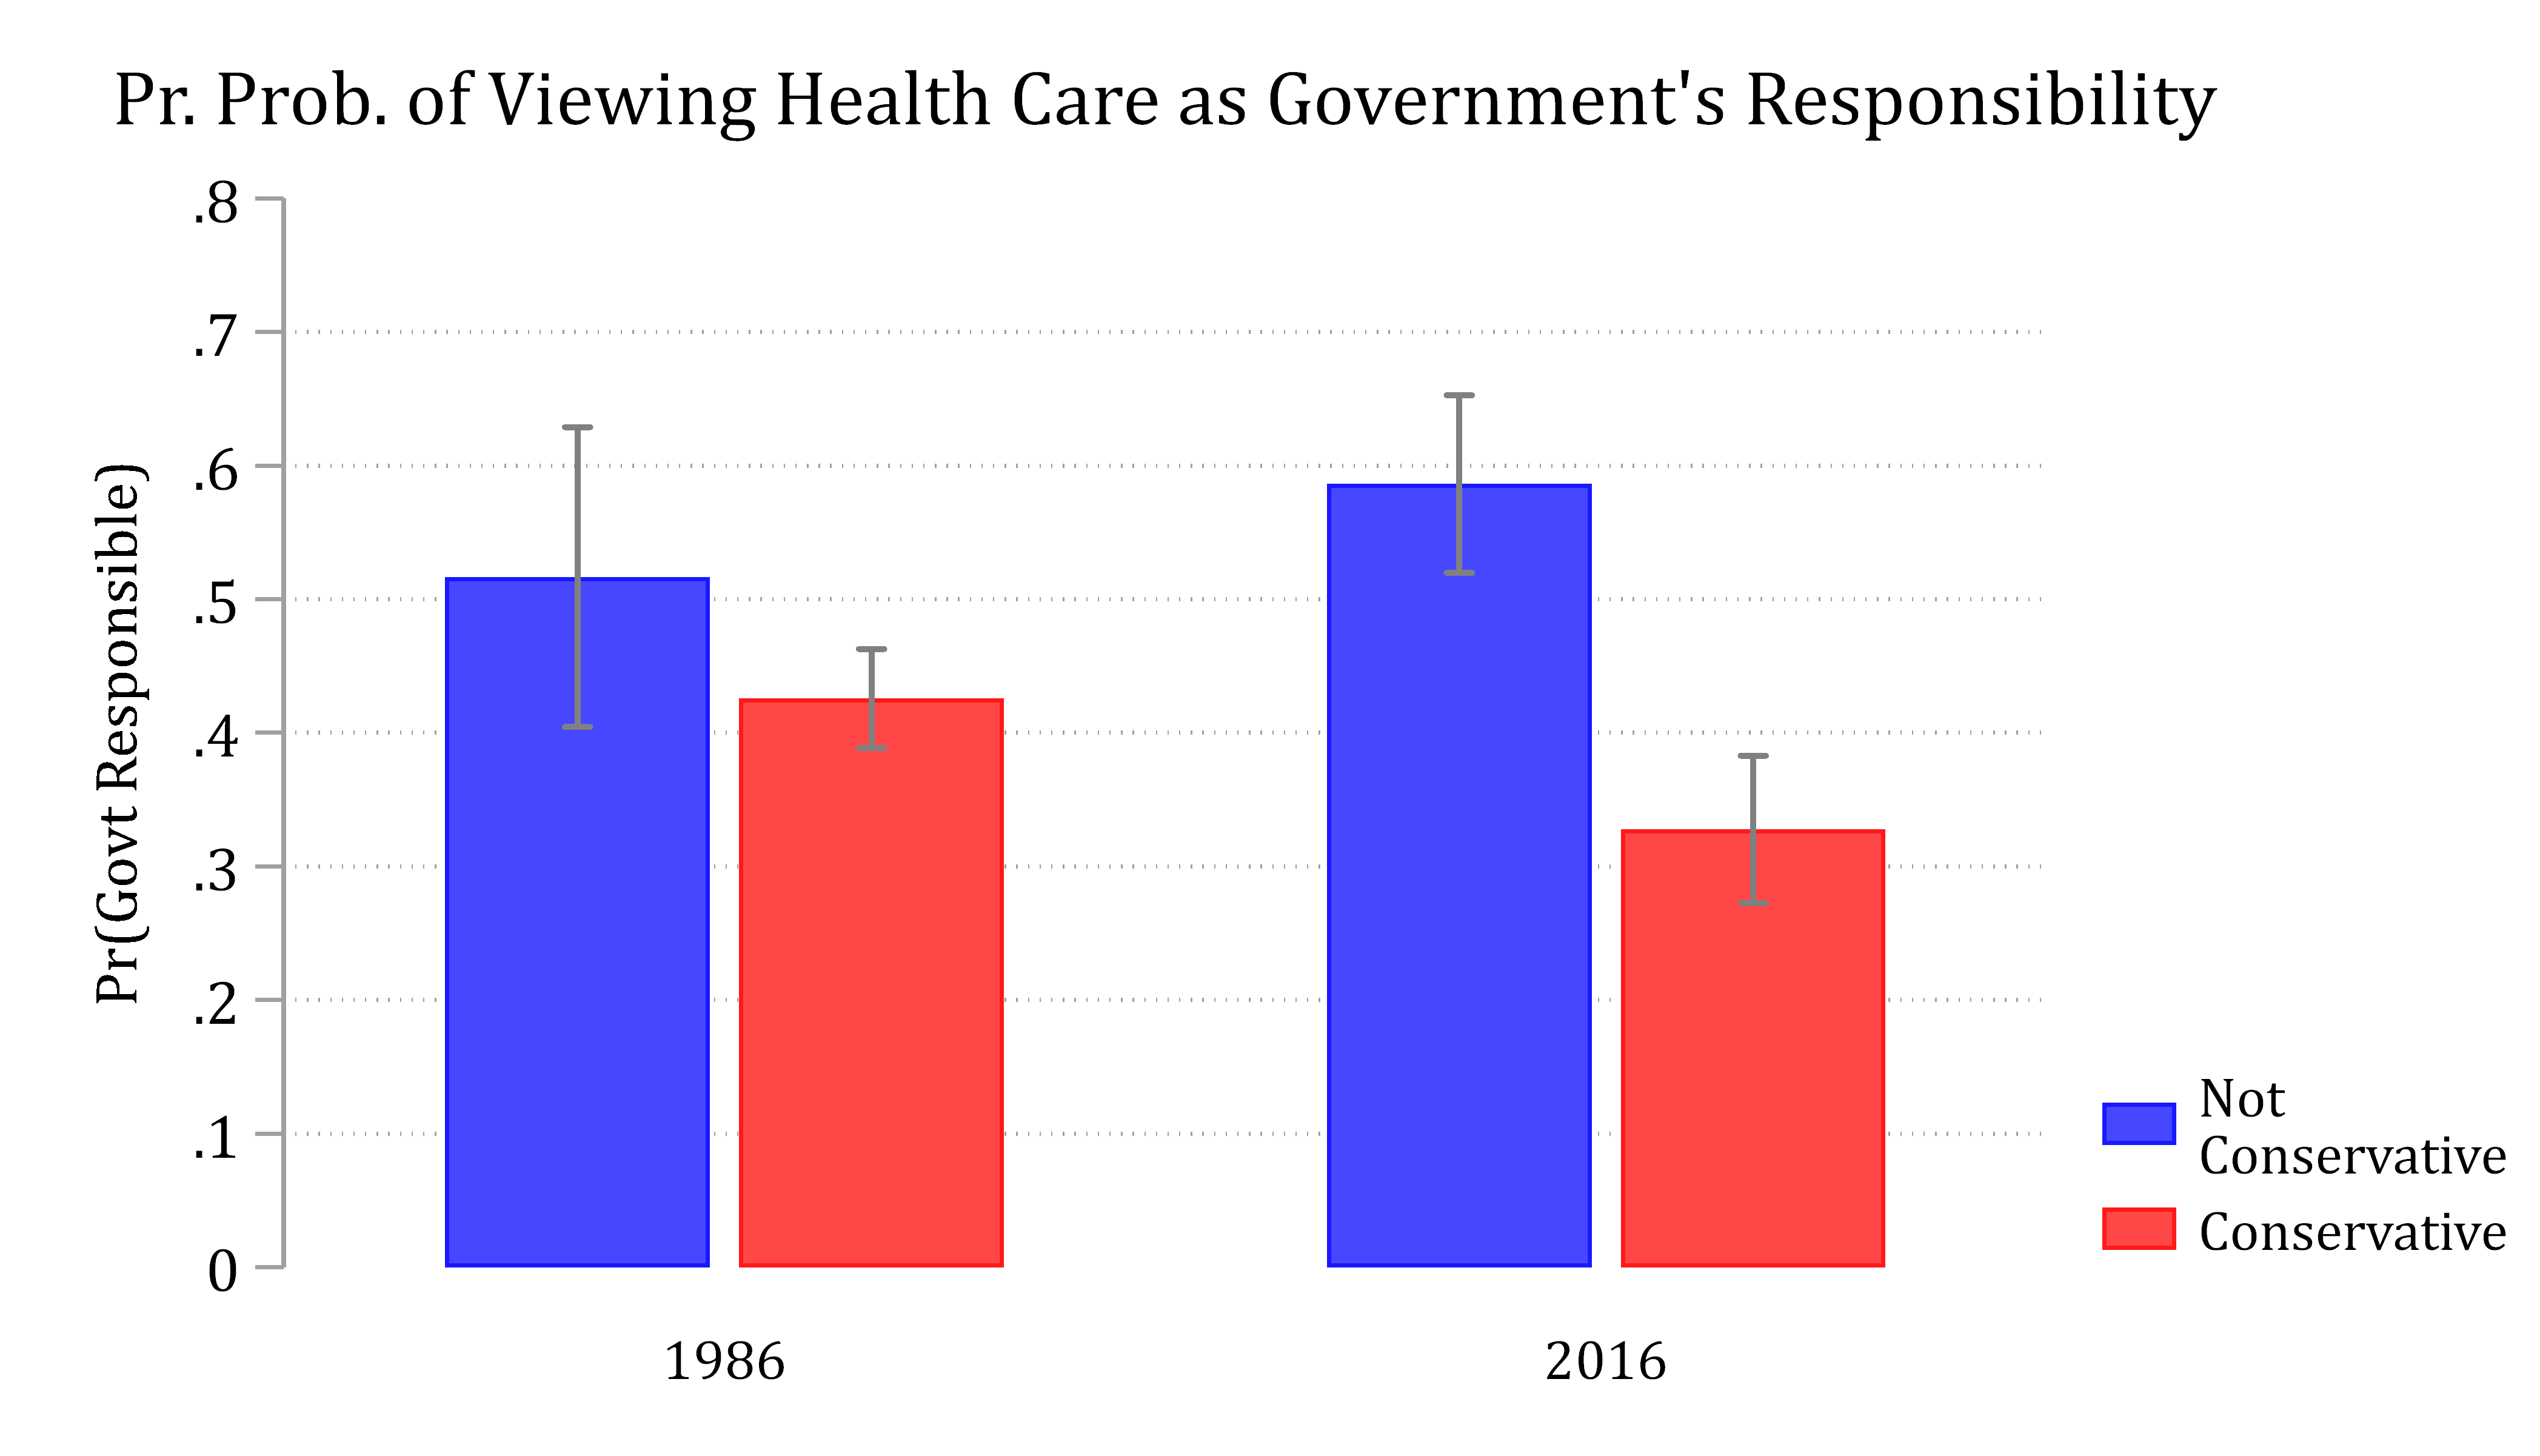 Pr. Prob. of Viewing Health Care as Government's Responsibility
Pr(Govt Responsible)
.8
.7
.6
.5
.4
.3
.2
.1
0
1986
2016
Not
Conservative
Conservative